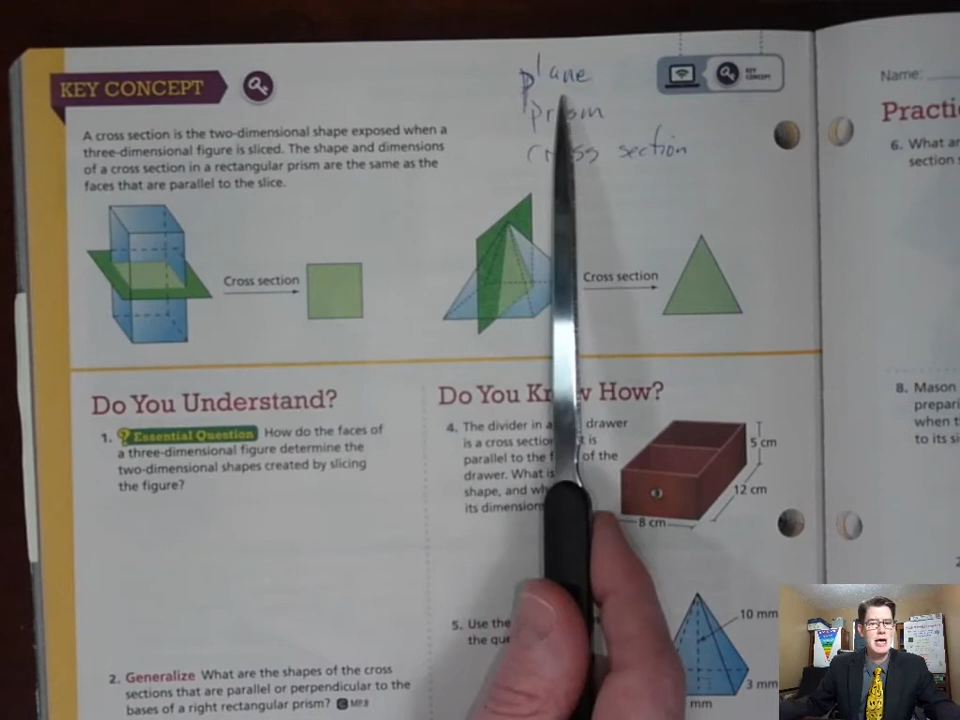 KEY CONCEPT
plane
prism
cross section
KEY
CONCEPT
A cross section is the two-dimensional shape exposed when a
three-dimensional figure is sliced. The shape and dimensions
of a cross section in a rectangular prism are the same as the
faces that are parallel to the slice.
Cross section
Cross section
Do You Understand?
1. ? Essential Question How do the faces of
a three-dimensional figure determine the
two-dimensional shapes created by slicing
the figure?
2. Generalize What are the shapes of the cross
sections that are parallel or perpendicular to the
bases of a right rectangular prism? MP.8
Do You Know How?
4. The divider in a drawer
is a cross section is
parallel to the of the
drawer. What is
shape, and
its dimension
5 cm
12 cm
8 cm
5. Use the
the
10 mm
3 mm
mm
Name:
Practic
6. What ar
section
8. Mason
prepari
when t
to its si